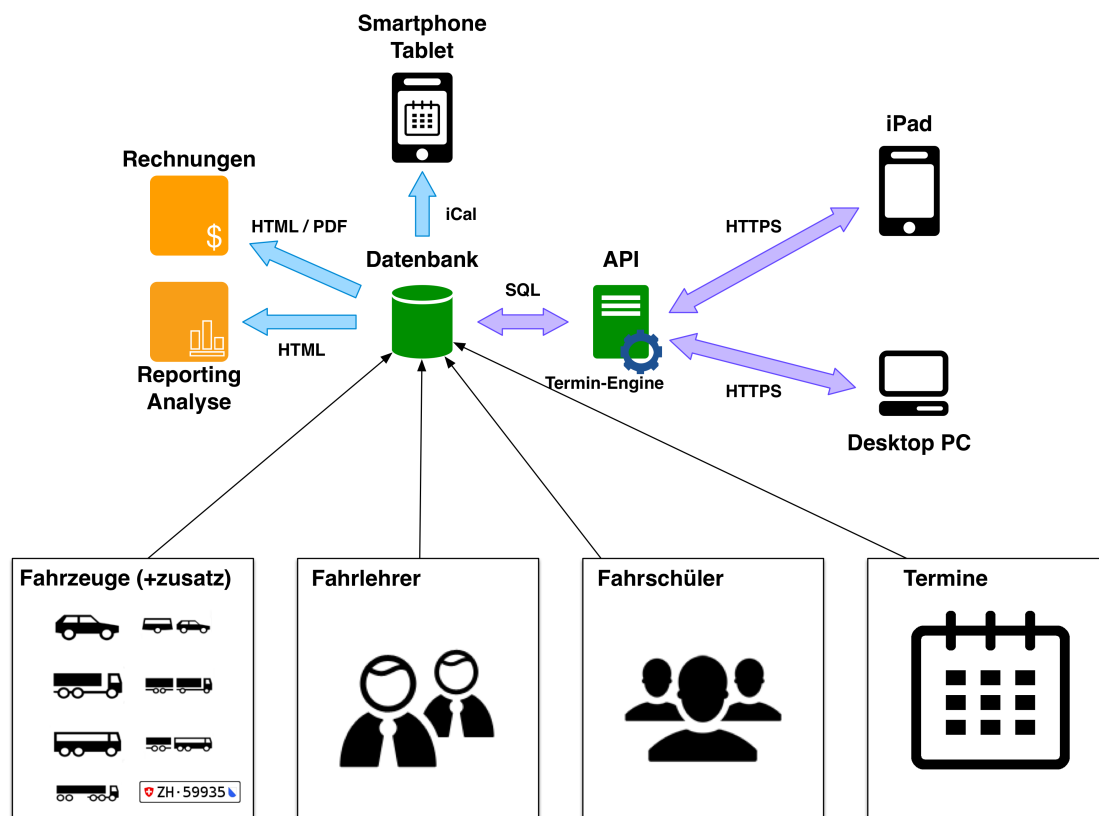 Smartphone
Tablet
iPad
Rechnungen
$
HTML / PDF
iCal
HTTPS
Datenbank
API
SQL
HTML
Reporting
Analyse
Termin-Engine
HTTPS
Desktop PC
Fahrzeuge (+zusatz)
Fahrlehrer
Fahrschüler
Termine
ZH·59935